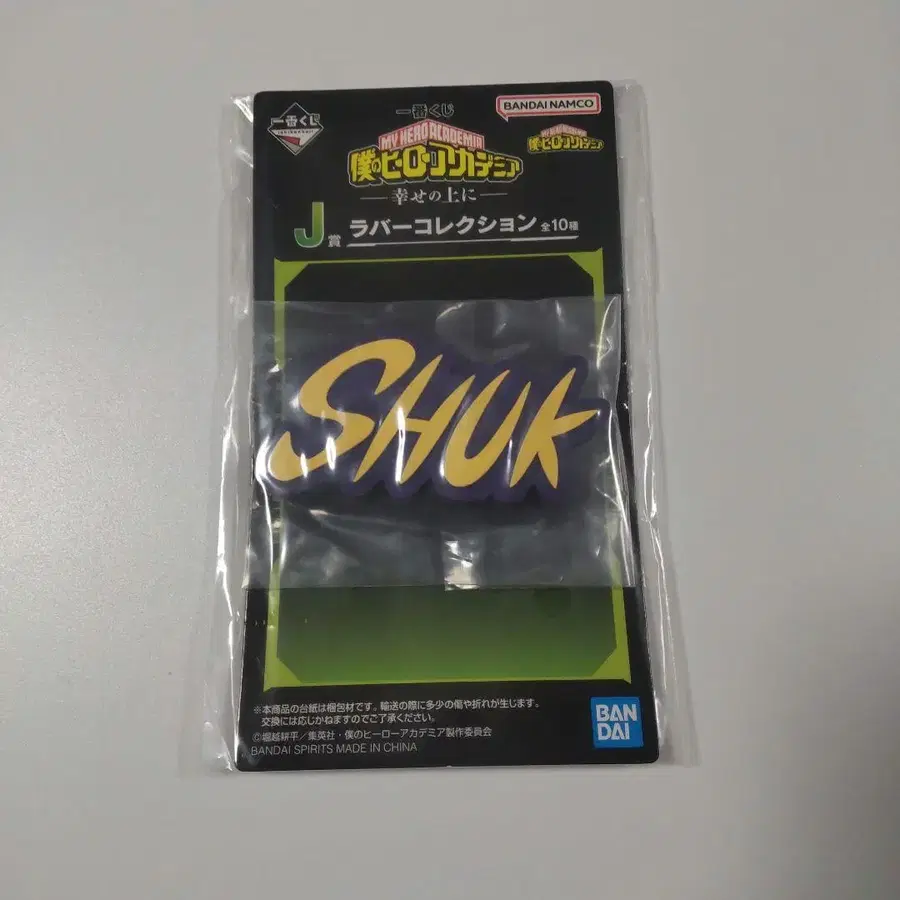 一番くじ
一番くじ
BANDAI NAMCO
MY HERO ACADEMIA
僕のヒーローアカデミア
僕のヒーローアカデミア
幸せの上に
J賞 ラバーコレクション 全10種
SHUK
※本商品の台紙は梱包材です。輸送の際に多少の傷や折れが生じます。
交換には応じかねますのでご了承ください。
©堀越耕平/集英社・僕のヒーローアカデミア製作委員会
BANDAI SPIRITS MADE IN CHINA
BAN
DAI